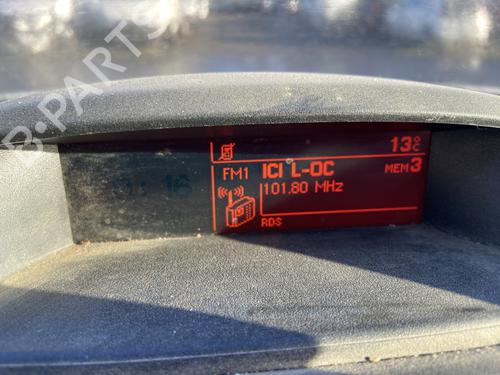 B-PARTS
13°C
FM1 ICI L-OC MEM3
101.80 MHz
RDS